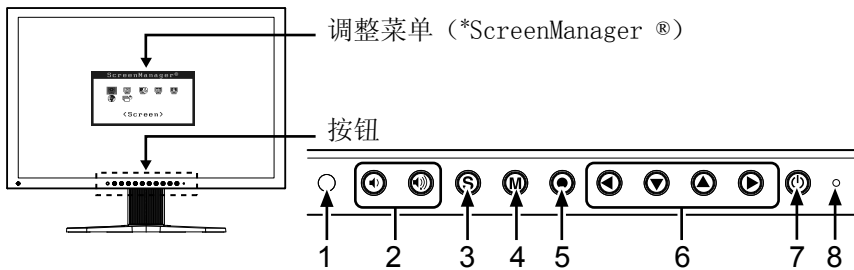 调整菜单（*ScreenManager ®）
ScreenManager®
<Screen>
按钮
S M
1 2 3 4 5 6 7 8